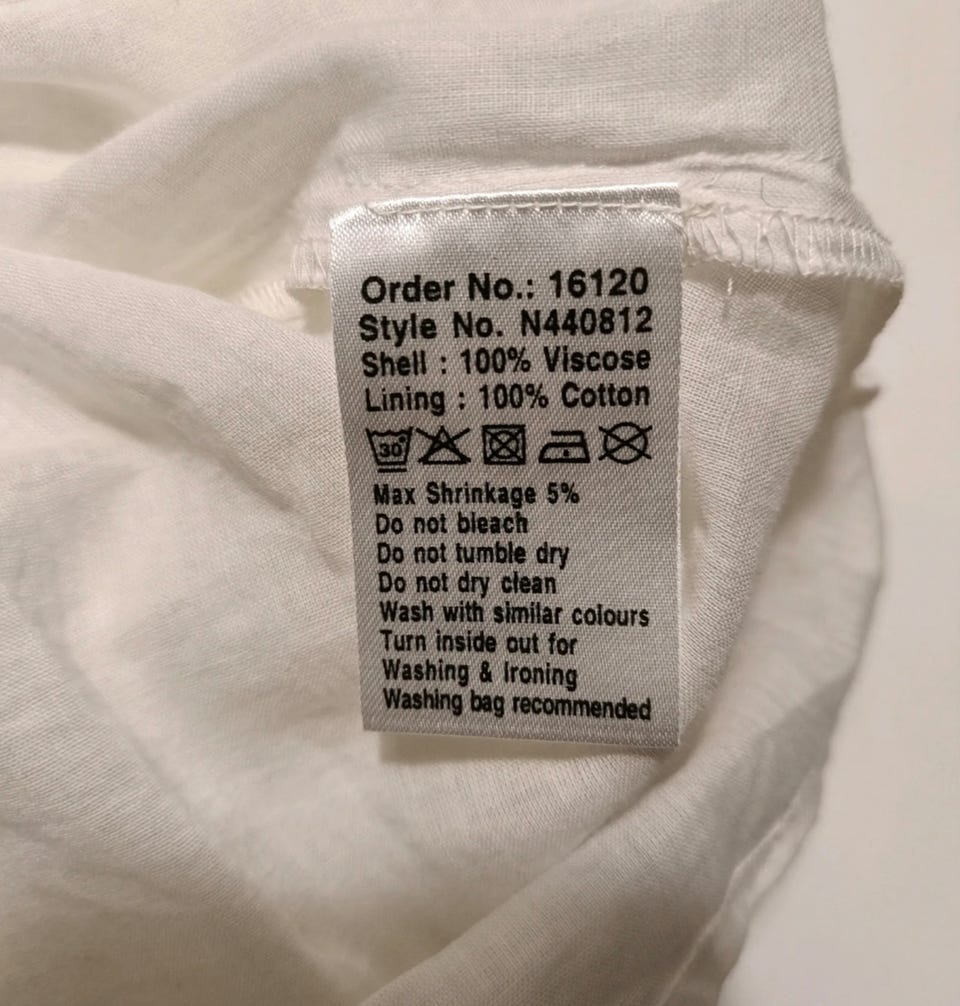 Order No.: 16120
Style No. N440812
Shell : 100% Viscose
Lining : 100% Cotton
30°
Max Shrinkage 5%
Do not bleach
Do not tumble dry
Do not dry clean
Wash with similar colours
Turn inside out for
Washing & Ironing
Washing bag recommended